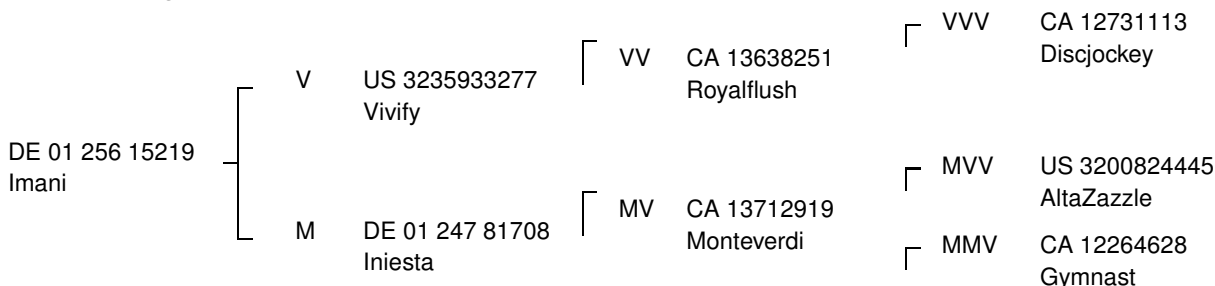 DE 01 256 15219
Imani
V US 3235933277
Vivify
M DE 01 247 81708
Iniesta
VV CA 13638251
Royalflush
MV CA 13712919
Monteverdi
VVV CA 12731113
Discjockey
MVV US 3200824445
AltaZazzle
MMV CA 12264628
Gymnast